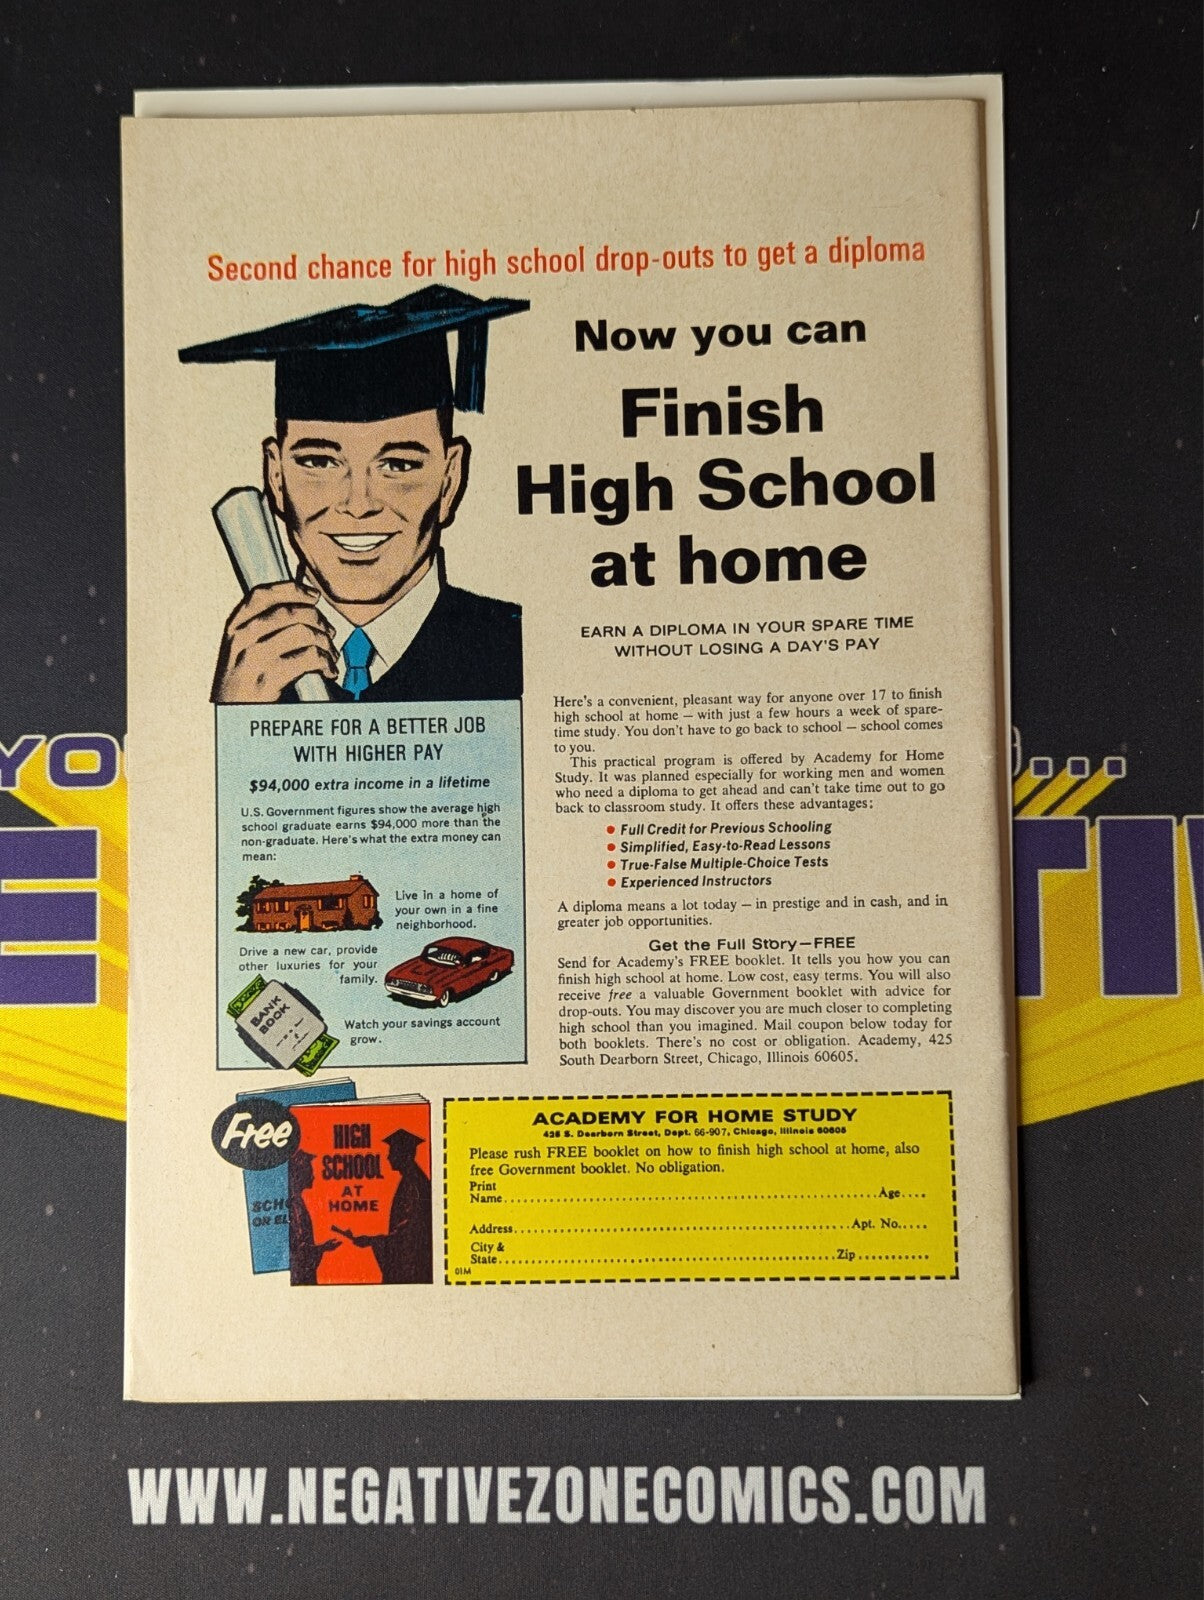 Second chance for high school drop-outs to get a diploma
Now you can
Finish
High School
at home
EARN A DIPLOMA IN YOUR SPARE TIME
WITHOUT LOSING A DAY'S PAY
PREPARE FOR A BETTER JOB
WITH HIGHER PAY
$94,000 extra income in a lifetime
U.S. Government figures show the average high
school graduate earns $94,000 more than the
non-graduate. Here's what the extra money can
mean:
Live in a home of
your own in a fine
neighborhood.
Drive a new car, provide
other luxuries for your
family.
BANK
BOOK
Watch your savings account
grow.
Here's a convenient, pleasant way for anyone over 17 to finish
high school at home — with just a few hours a week of spare-
time study. You don't have to go back to school — school comes
to you.
This practical program is offered by Academy for Home
Study. It was planned especially for working men and women
who need a diploma to get ahead and can't take time out to go
back to classroom study. It offers these advantages:
• Full Credit for Previous Schooling
• Simplified, Easy-to-Read Lessons
• True-False Multiple-Choice Tests
• Experienced Instructors
A diploma means a lot today — in prestige and in cash, and in
greater job opportunities.
Get the Full Story—FREE
Send for Academy's FREE booklet. It tells you how you can
finish high school at home. Low cost, easy terms. You will also
receive free a valuable Government booklet with advice for
drop-outs. You may discover you are much closer to completing
high school than you imagined. Mail coupon below today for
both booklets. There's no cost or obligation. Academy, 425
South Dearborn Street, Chicago, Illinois 60605.
Free
HIGH
SCHOOL
AT
HOME
SCHO
OR EL
ACADEMY FOR HOME STUDY
425 S. Dearborn Street, Dept. 66-907, Chicago, Illinois 60605
Please rush FREE booklet on how to finish high school at home, also
free Government booklet. No obligation.
Print
Name Age
Address Apt. No.
City &
State Zip
01M
YO
E
TI
WWW.NEGATIVEZONECOMICS.COM